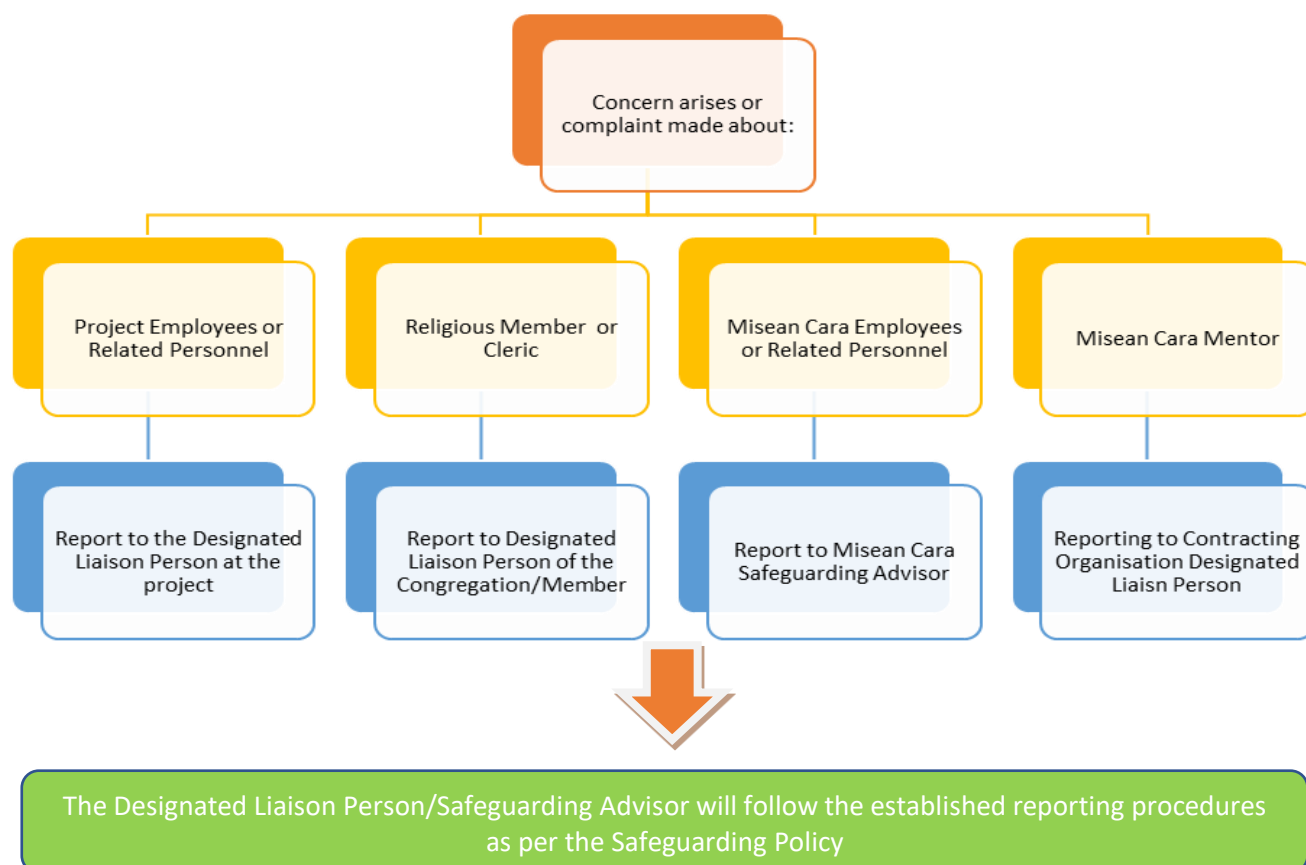 Concern arises or
complaint made about:
Project Employees or
Related Personnel
Religious Member or
Cleric
Misean Cara Employees
or Related Personnel
Misean Cara Mentor
Report to the Designated
Liaison Person at the
project
Report to Designated
Liaison Person of the
Congregation/Member
Report to Misean Cara
Safeguarding Advisor
Reporting to Contracting
Organisation Designated
Liaisn Person
The Designated Liaison Person/Safeguarding Advisor will follow the established reporting procedures
as per the Safeguarding Policy